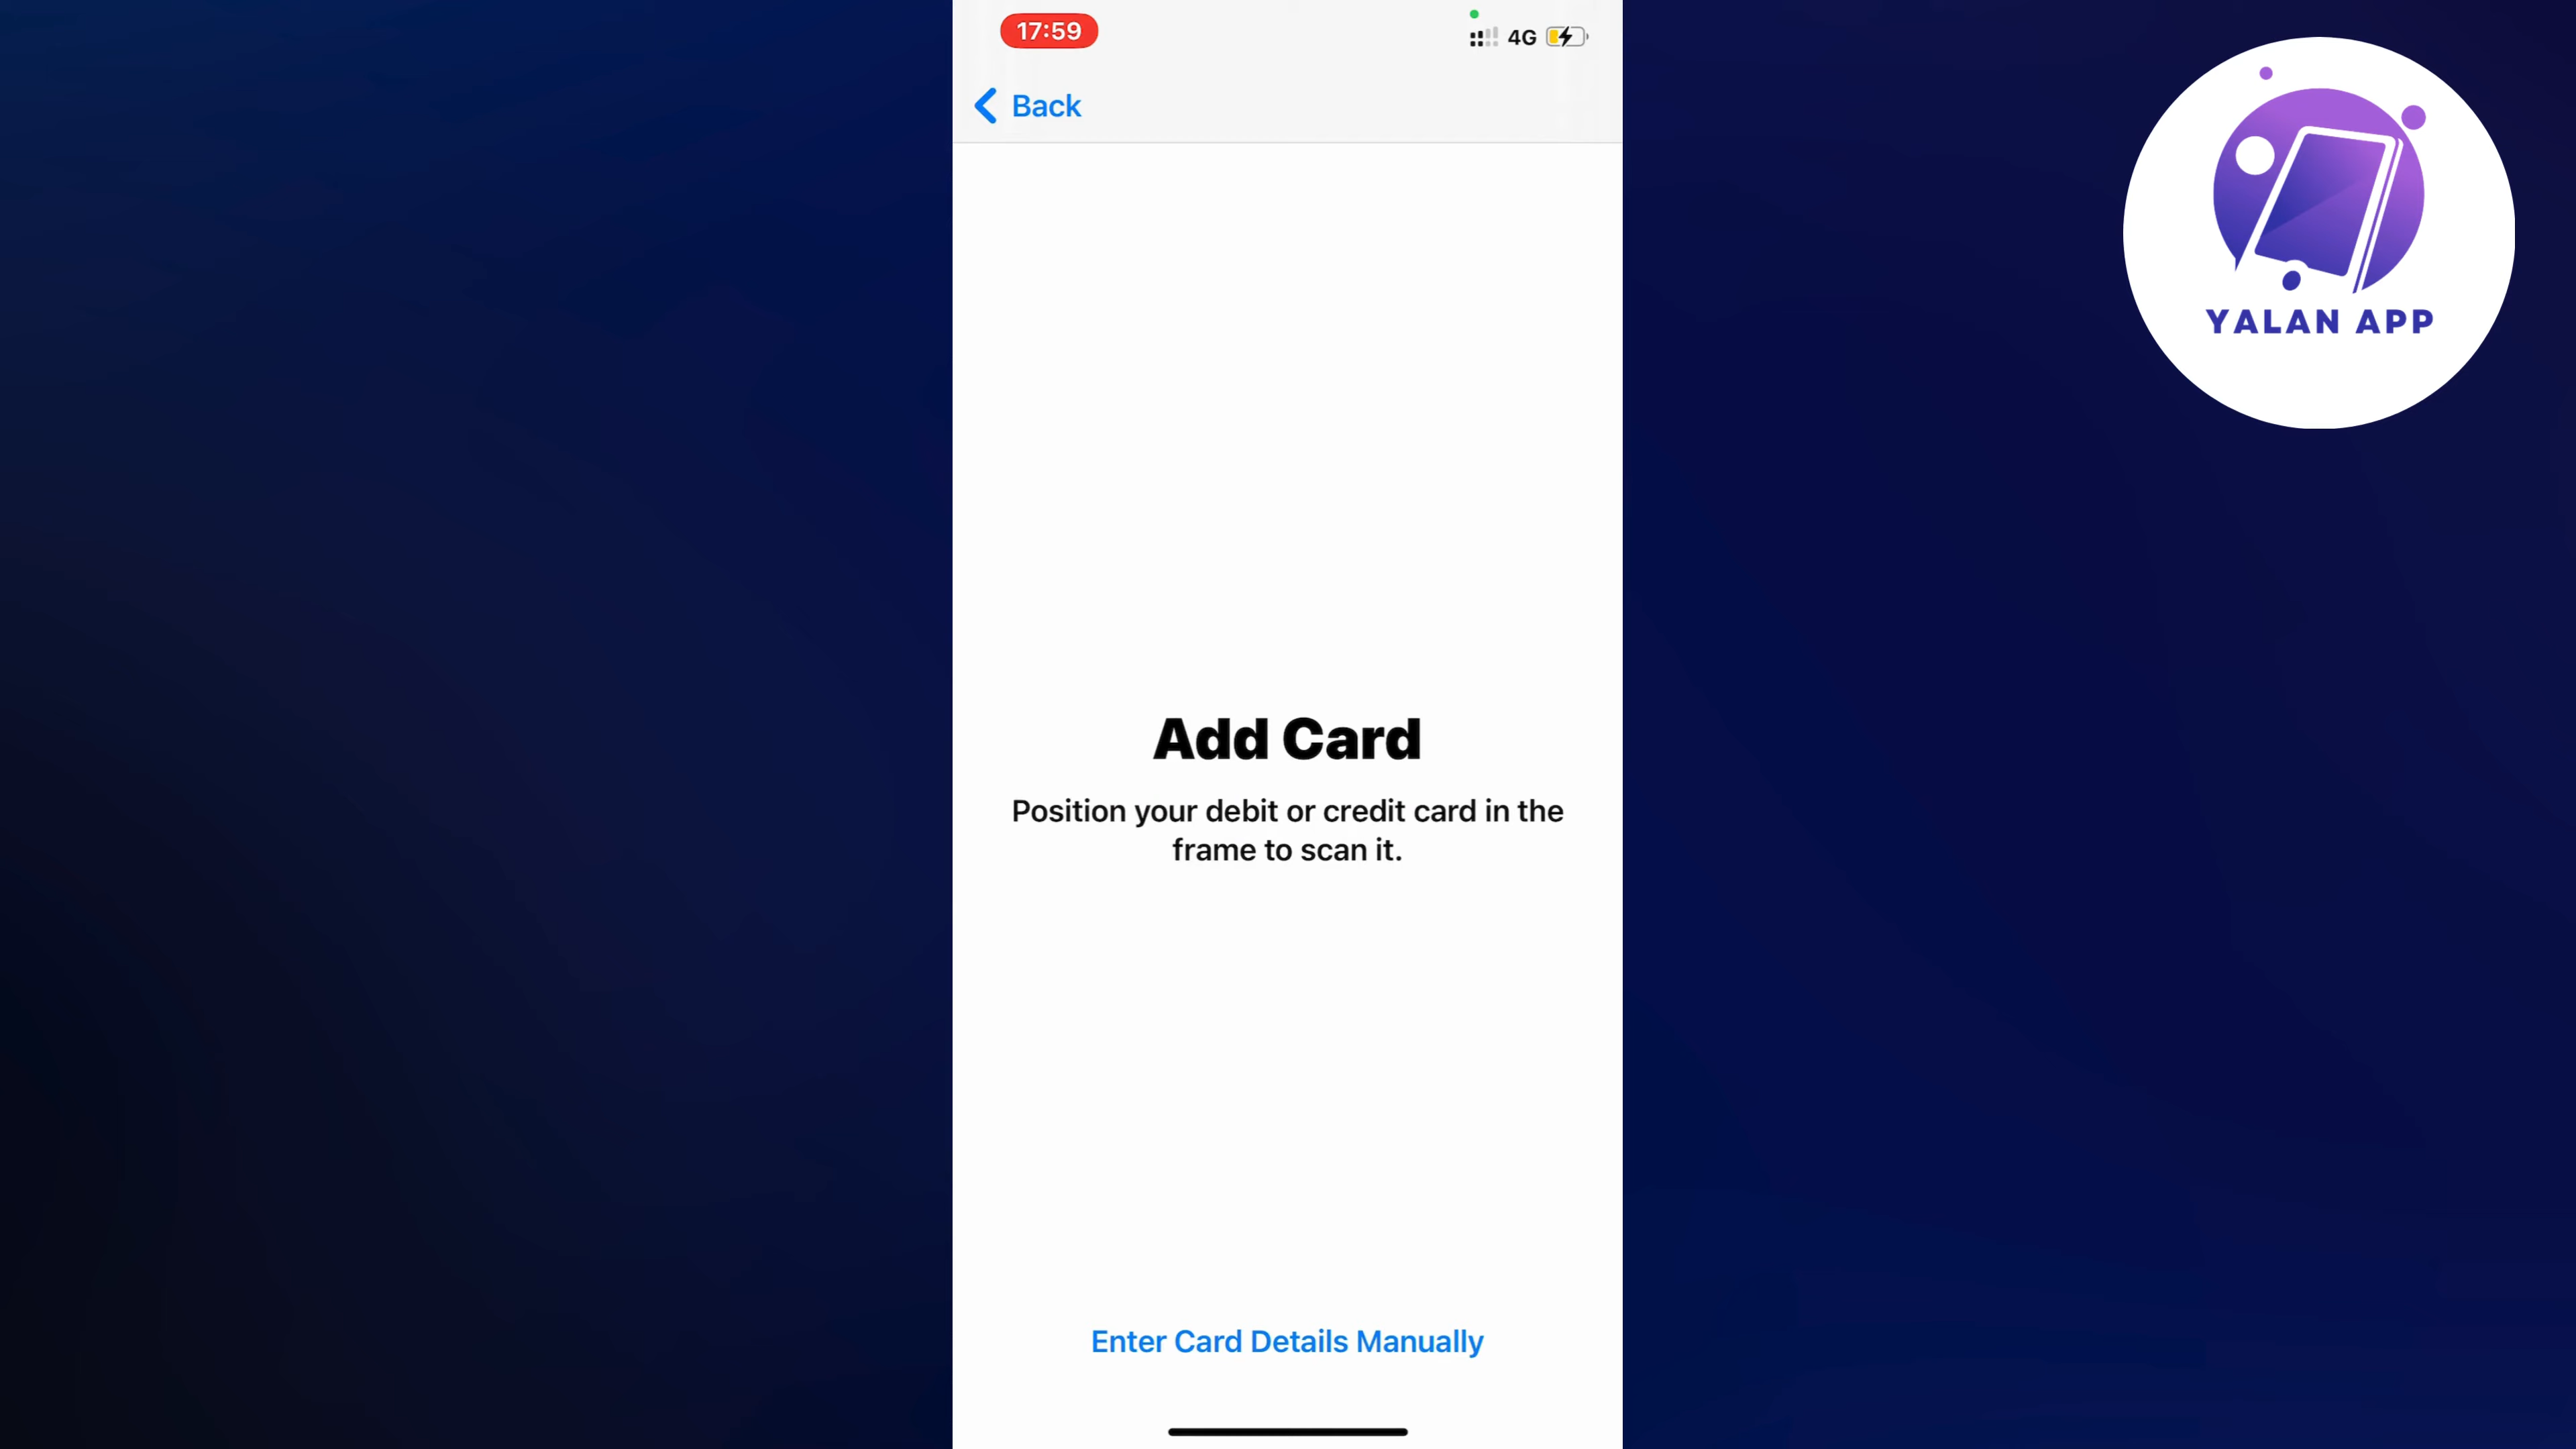 17:59
4G
Back
YALAN APP
Add Card
Position your debit or credit card in the
frame to scan it.
Enter Card Details Manually